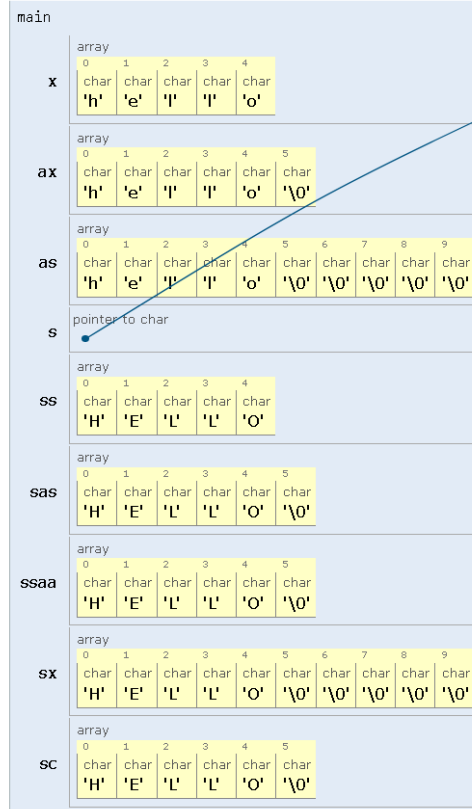 main
array
0 1 2 3 4
x char char char char char
'h' 'e' 'l' 'l' 'o'
array
0 1 2 3 4 5
ax char char char char char char
'h' 'e' 'l' 'l' 'o' '\0'
array
0 1 2 3 4 5 6 7 8 9
as char char char char char char char char char char
'h' 'e' 'l' 'l' 'o' '\0' '\0' '\0' '\0' '\0'
s pointer to char
array
0 1 2 3 4
ss char char char char char
'H' 'E' 'L' 'L' 'O'
array
0 1 2 3 4 5
sas char char char char char char
'H' 'E' 'L' 'L' 'O' '\0'
array
0 1 2 3 4 5
ssaa char char char char char char
'H' 'E' 'L' 'L' 'O' '\0'
array
0 1 2 3 4 5 6 7 8 9
sx char char char char char char char char char char
'H' 'E' 'L' 'L' 'O' '\0' '\0' '\0' '\0' '\0'
array
0 1 2 3 4 5
sc char char char char char char
'H' 'E' 'L' 'L' 'O' '\0'